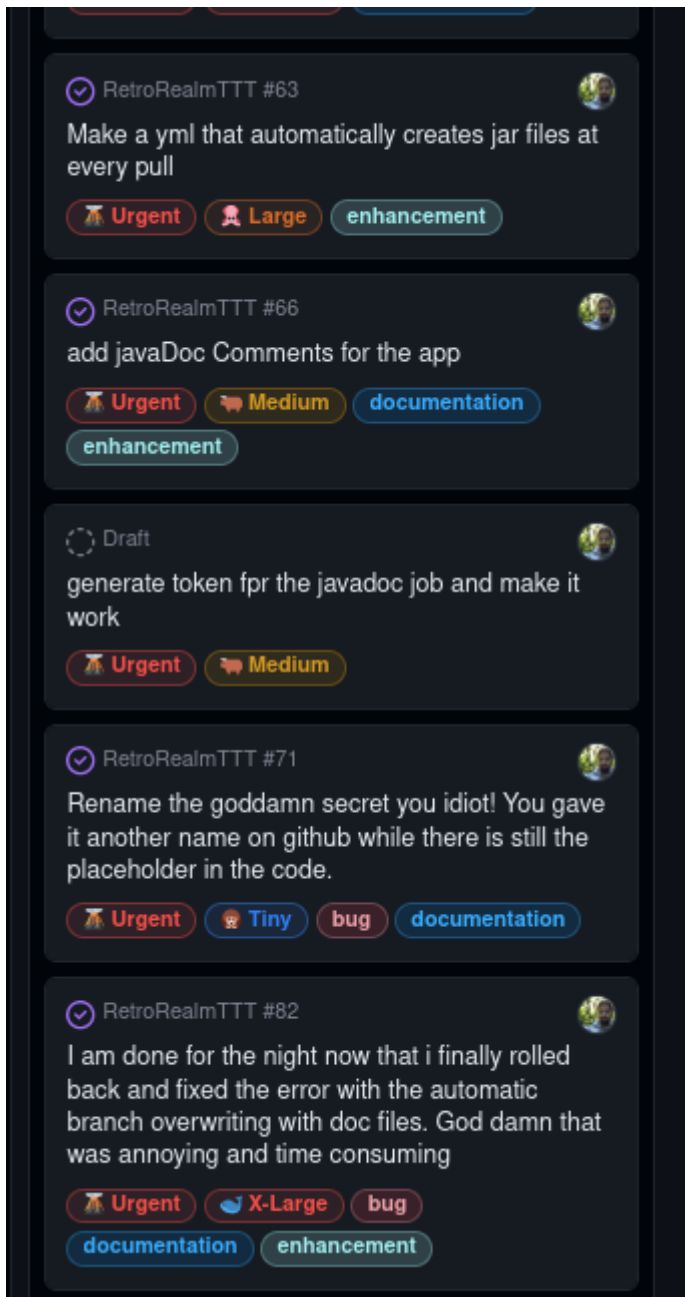 RetroRealmTTT #63
Make a yml that automatically creates jar files at
every pull
Urgent Large enhancement
RetroRealmTTT #66
add javaDoc Comments for the app
Urgent Medium documentation
enhancement
Draft
generate token fpr the javadoc job and make it
work
Urgent Medium
RetroRealmTTT #71
Rename the goddamn secret you idiot! You gave
it another name on github while there is still the
placeholder in the code.
Urgent Tiny bug documentation
RetroRealmTTT #82
I am done for the night now that i finally rolled
back and fixed the error with the automatic
branch overwriting with doc files. God damn that
was annoying and time consuming
Urgent X-Large bug
documentation enhancement